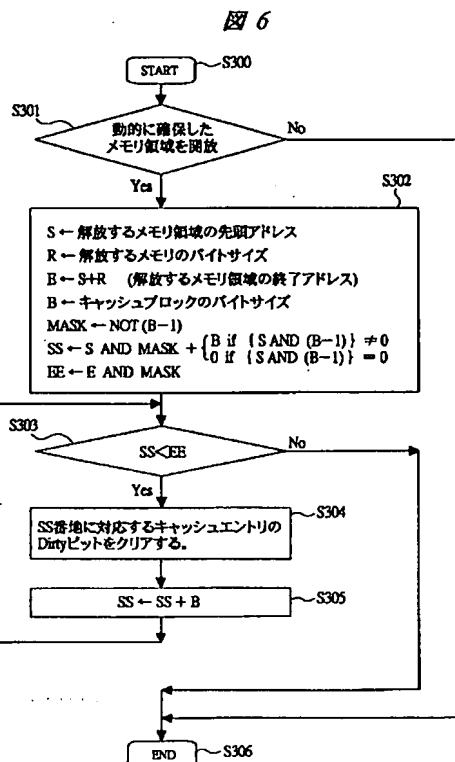 図 6
START
S300
S301
動的に確保した
メモリ領域を開放
No
Yes
S302
S ← 解放するメモリ領域の先頭アドレス
R ← 解放するメモリのバイトサイズ
E ← S+R (解放するメモリ領域の終了アドレス)
B ← キャッシュブロックのバイトサイズ
MASK ← NOT (B−1)
SS ← S AND MASK + { B if { S AND (B−1) } ≠ 0
0 if { S AND (B−1) } = 0
EE ← E AND MASK
S303
SS<EE
No
Yes
S304
SS番地に対応するキャッシュエントリの
Dirtyビットをクリアする。
SS ← SS + B
S305
END
S306